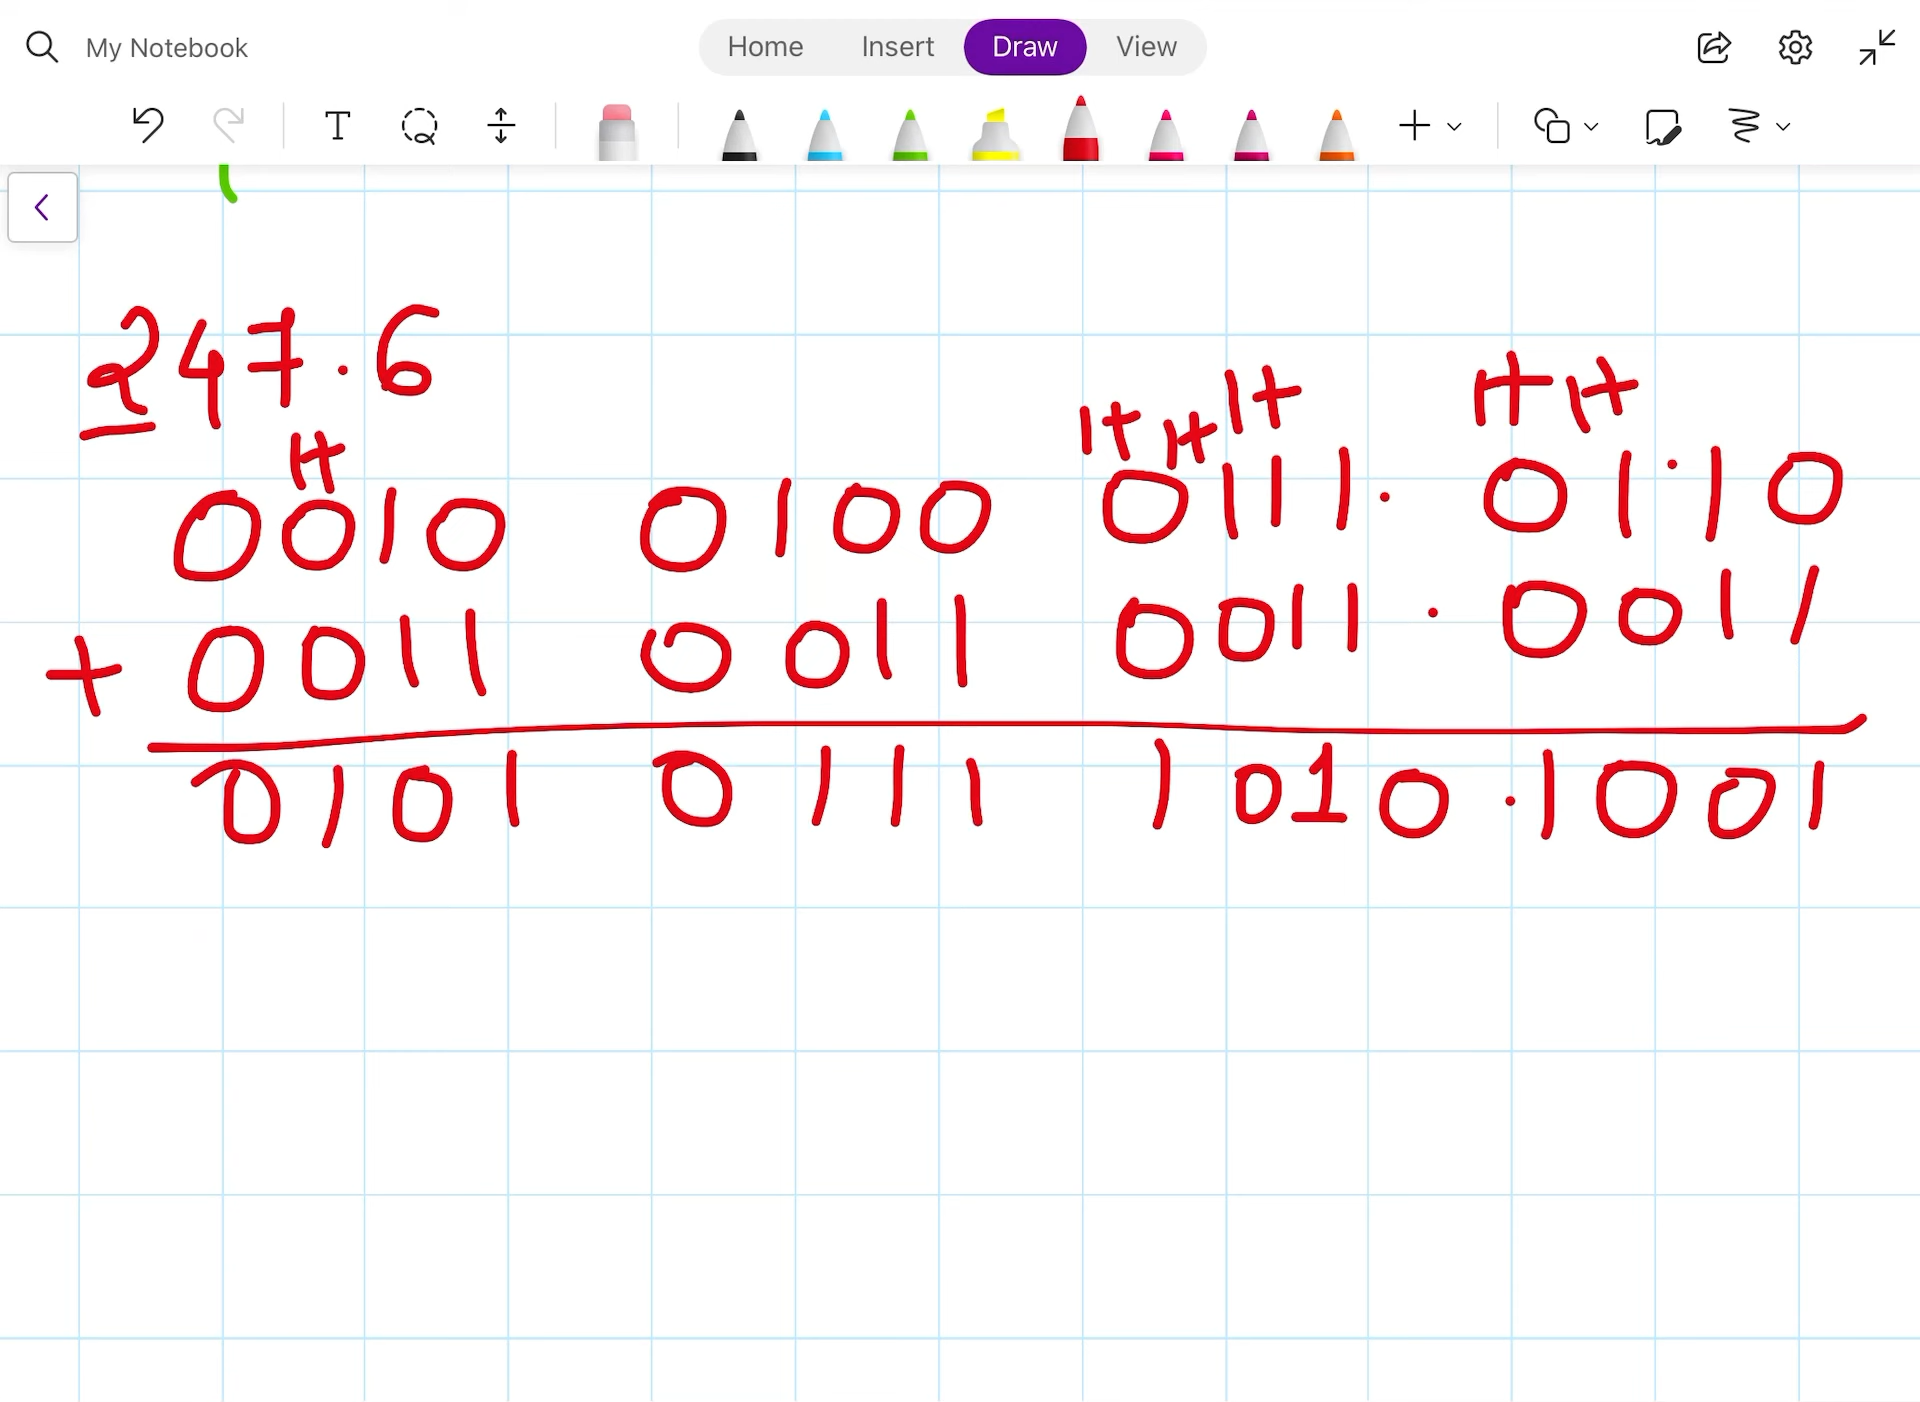 My Notebook Home Insert Draw View
T
247.6
1+ 1+ 1+ 1+ 1+ 1+
0010 0100 0111. 0110
+ 0011 0011 0011.0011
0101 0111 1010.1001